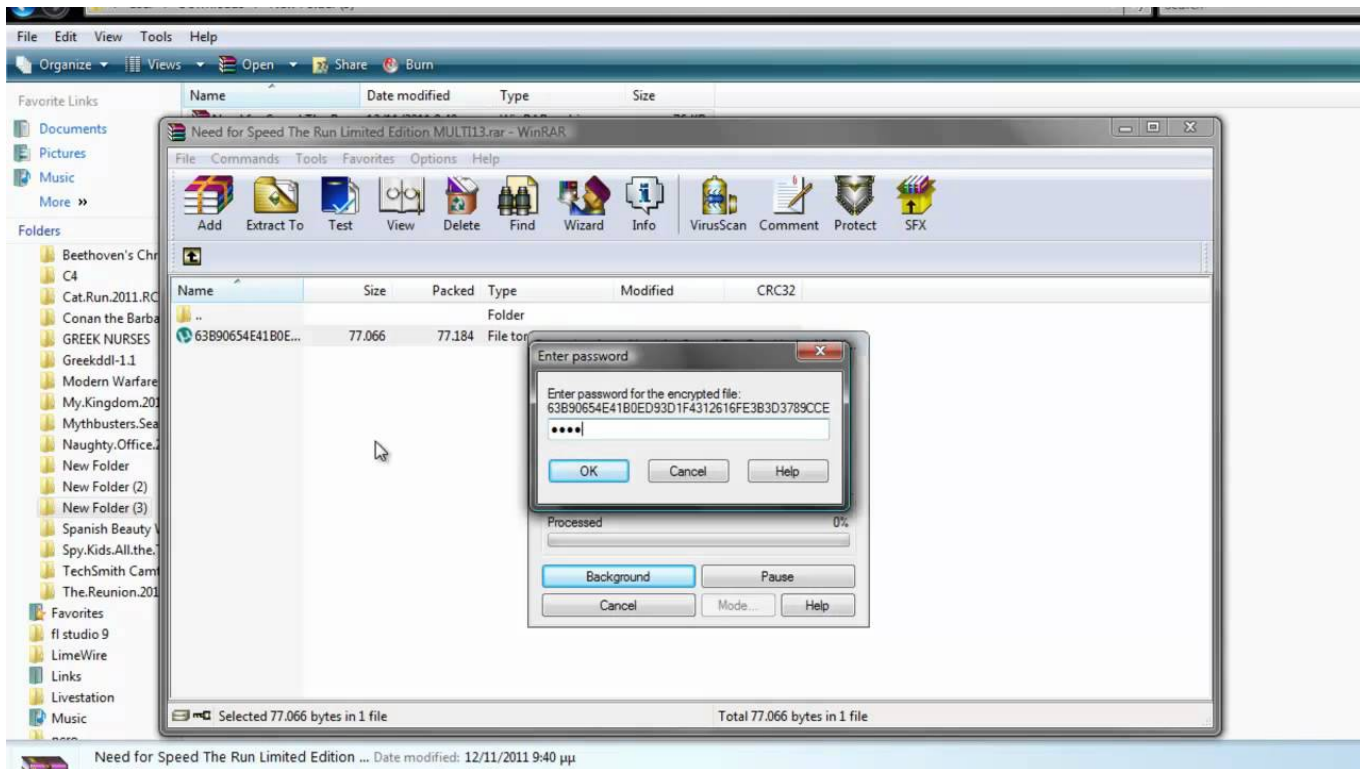 File Edit View Tools Help
Organize Views Open Share Burn
Favorite Links
Name Date modified Type Size
Documents
Pictures
Music
More »
Folders
Beethoven's Chr
C4
Cat.Run.2011.RC
Conan the Barba
GREEK NURSES
Greekddl-1.1
Modern Warfare
My.Kingdom.201
Mythbusters.Sea
Naughty.Office.2
New Folder
New Folder (2)
New Folder (3)
Spanish Beauty
Spy.Kids.All.the.
TechSmith Camt
The.Reunion.201
Favorites
fl studio 9
LimeWire
Links
Livestation
Music
Need for Speed The Run Limited Edition MULTI13.rar - WinRAR
File Commands Tools Favorites Options Help
Add Extract To Test View Delete Find Wizard Info VirusScan Comment Protect SFX
Name Size Packed Type Modified CRC32
.. Folder
63B90654E41B0E... 77.066 77.184 File tor
Enter password
Enter password for the encrypted file:
63B90654E41B0ED93D1F4312616FE3B3D3789CCE
OK Cancel Help
Processed 0%
Background Pause
Cancel Mode... Help
Selected 77.066 bytes in 1 file Total 77.066 bytes in 1 file
Need for Speed The Run Limited Edition ... Date modified: 12/11/2011 9:40 μμ